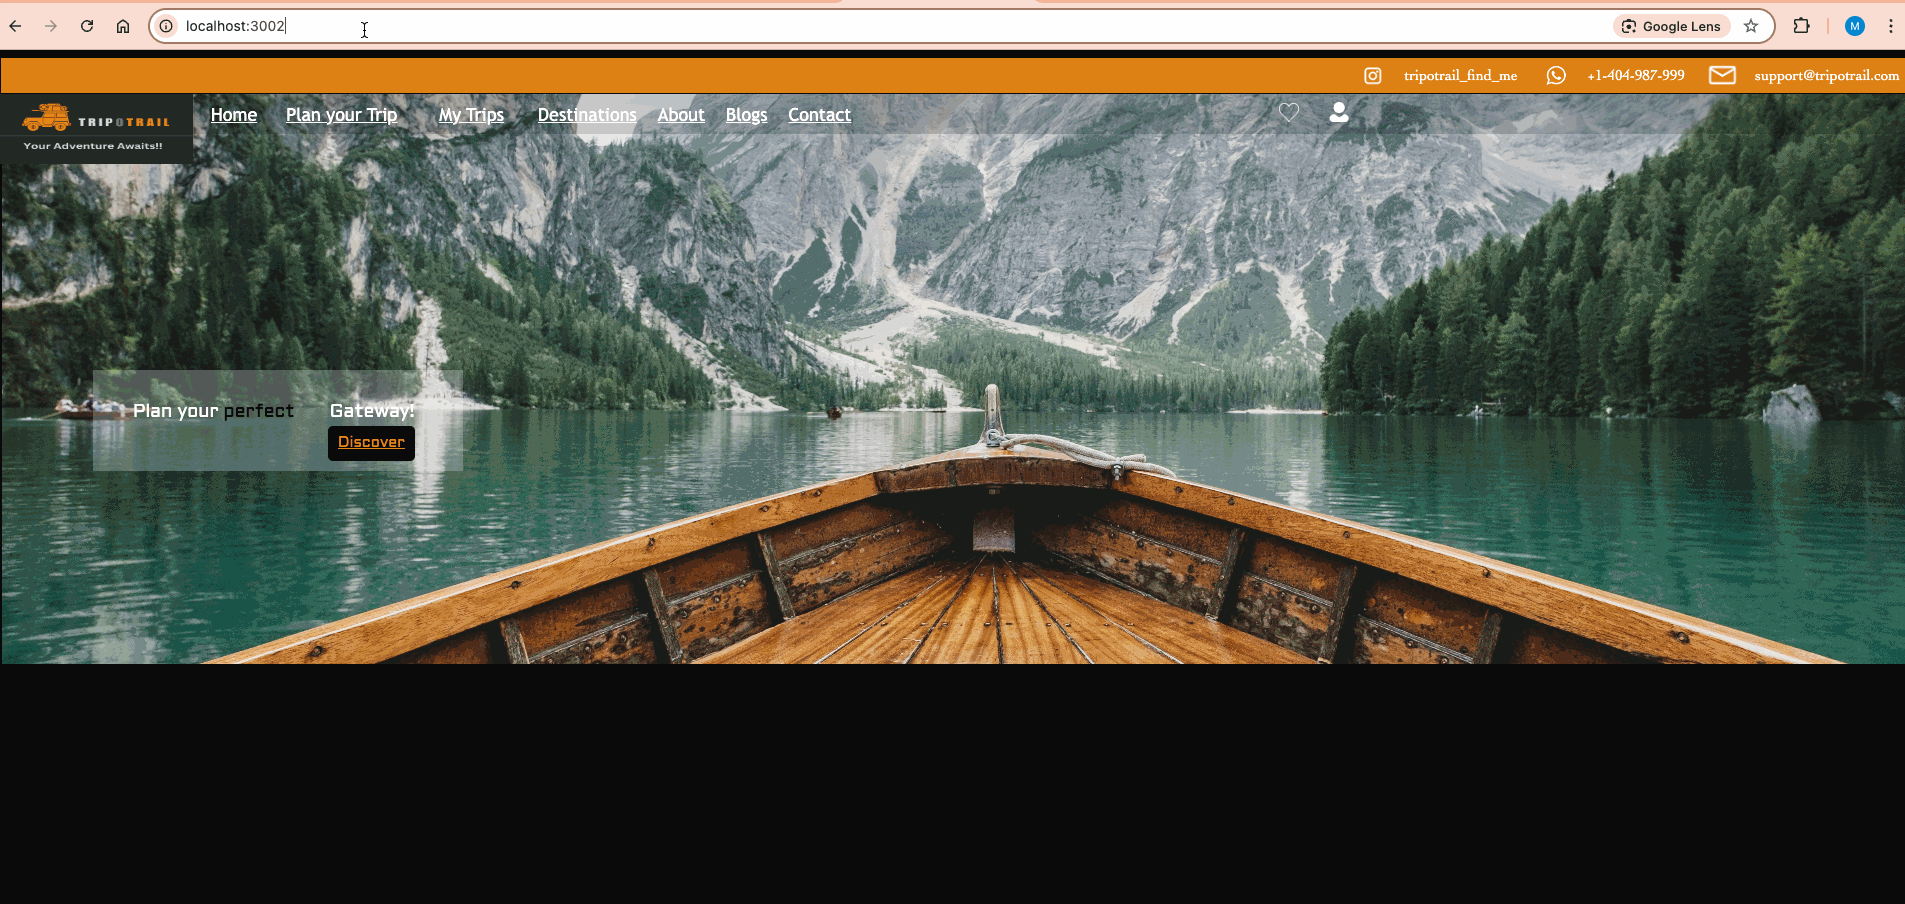 localhost:3002
Google Lens
M
tripotrail_find_me
+1-404-987-999
support@tripotrail.com
TRIPOTRAIL
Your Adventure Awaits!!
Home Plan your Trip My Trips Destinations About Blogs Contact
Plan your perfect Gateway!
Discover